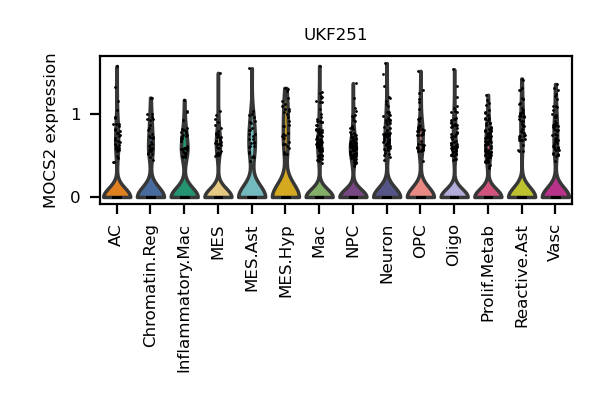 UKF251
MOCS2 expression
1
0
AC
Chromatin.Reg
Inflammatory.Mac
MES
MES.Ast
MES.Hyp
Mac
NPC
Neuron
OPC
Oligo
Prolif.Metab
Reactive.Ast
Vasc